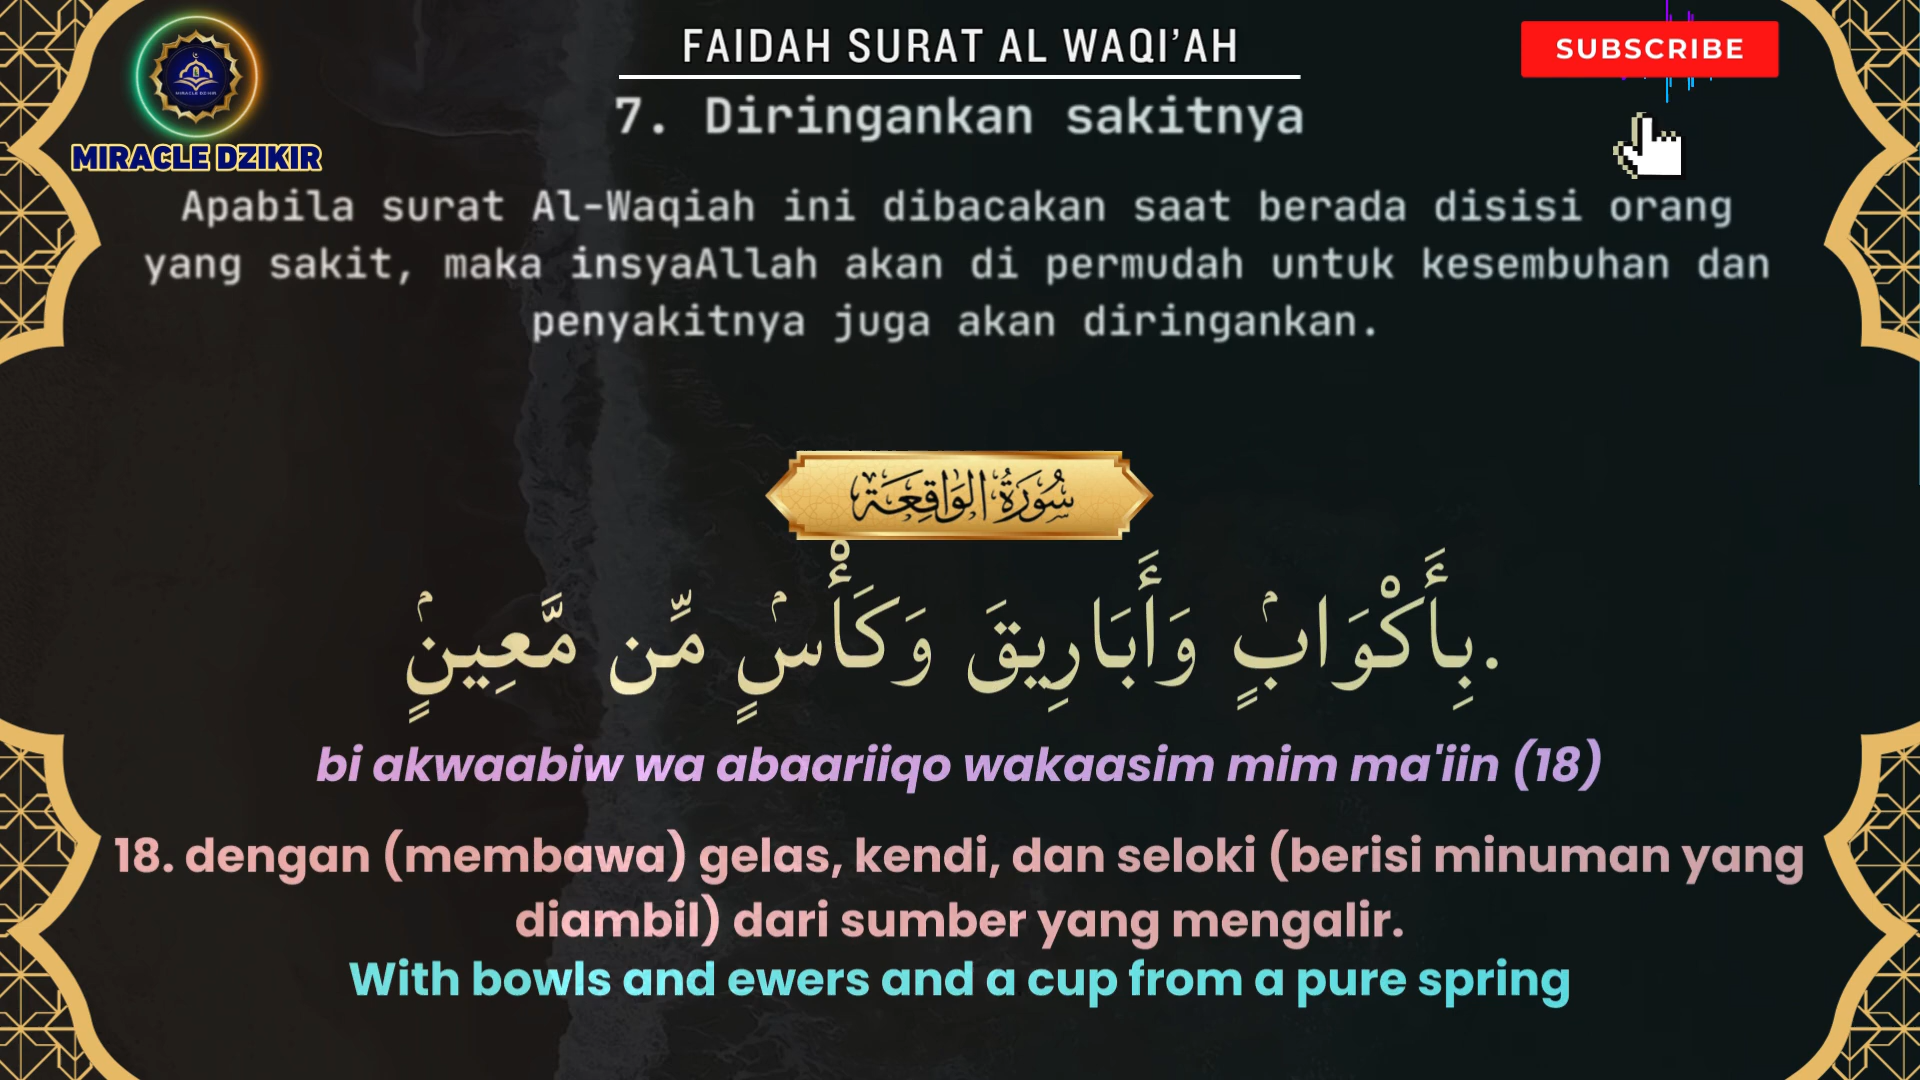 FAIDAH SURAT AL WAQI’AH
SUBSCRIBE
MIRACLE DZIKIR
7. Diringankan sakitnya
Apabila surat Al-Waqiah ini dibacakan saat berada disisi orang
yang sakit, maka insyaAllah akan di permudah untuk kesembuhan dan
penyakitnya juga akan diringankan.
سُورَةُ الوَاقِعَة
.بِأَكْوَابٍۢ وَأَبَارِيقَ وَكَأْسٍۢ مِّن مَّعِينٍۢ
bi akwaabiw wa abaariiqo wakaasim mim ma'iin (18)
18. dengan (membawa) gelas, kendi, dan seloki (berisi minuman yang
diambil) dari sumber yang mengalir.
With bowls and ewers and a cup from a pure spring